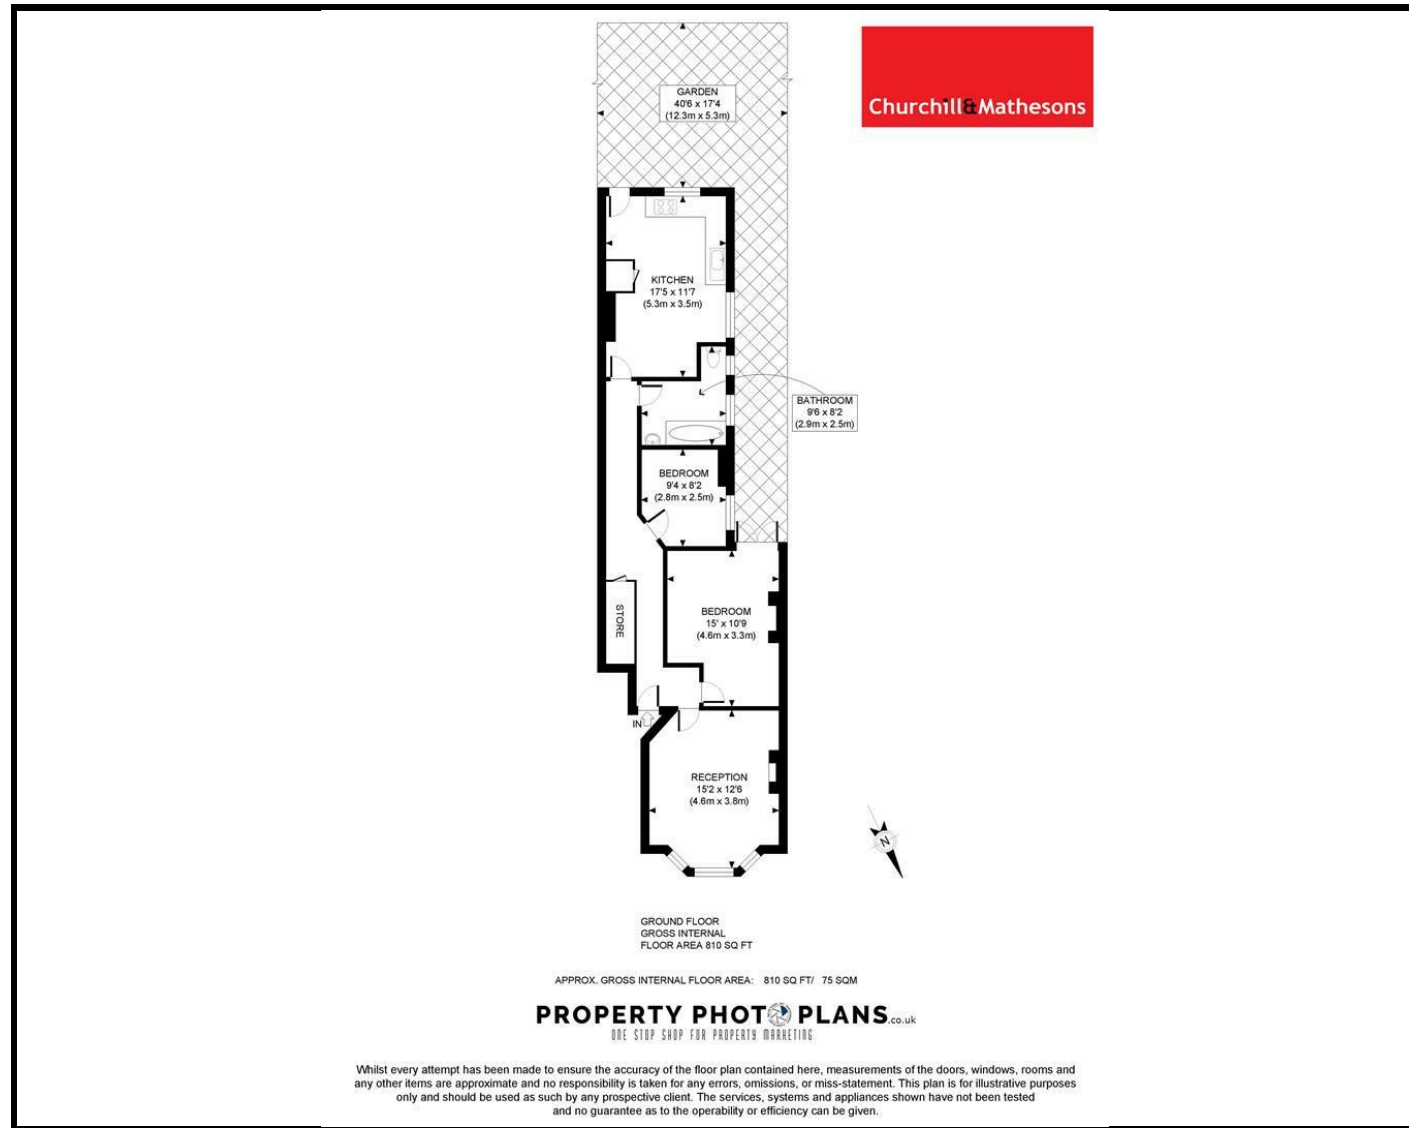 GARDEN
40'6 x 17'4
(12.3m x 5.3m)
Churchill&Mathesons
KITCHEN
17'5 x 11'7
(5.3m x 3.5m)
BATHROOM
9'6 x 8'2
(2.9m x 2.5m)
BEDROOM
9'4 x 8'2
(2.8m x 2.5m)
STORE
BEDROOM
15' x 10'9
(4.6m x 3.3m)
IN
RECEPTION
15'2 x 12'6
(4.6m x 3.8m)
N
GROUND FLOOR
GROSS INTERNAL
FLOOR AREA 810 SQ FT
APPROX. GROSS INTERNAL FLOOR AREA: 810 SQ FT/ 75 SQM
PROPERTY PHOTO PLANS.co.uk
ONE STOP SHOP FOR PROPERTY MARKETING
Whilst every attempt has been made to ensure the accuracy of the floor plan contained here, measurements of the doors, windows, rooms and
any other items are approximate and no responsibility is taken for any errors, omissions, or miss-statement. This plan is for illustrative purposes
only and should be used as such by any prospective client. The services, systems and appliances shown have not been tested
and no guarantee as to the operability or efficiency can be given.